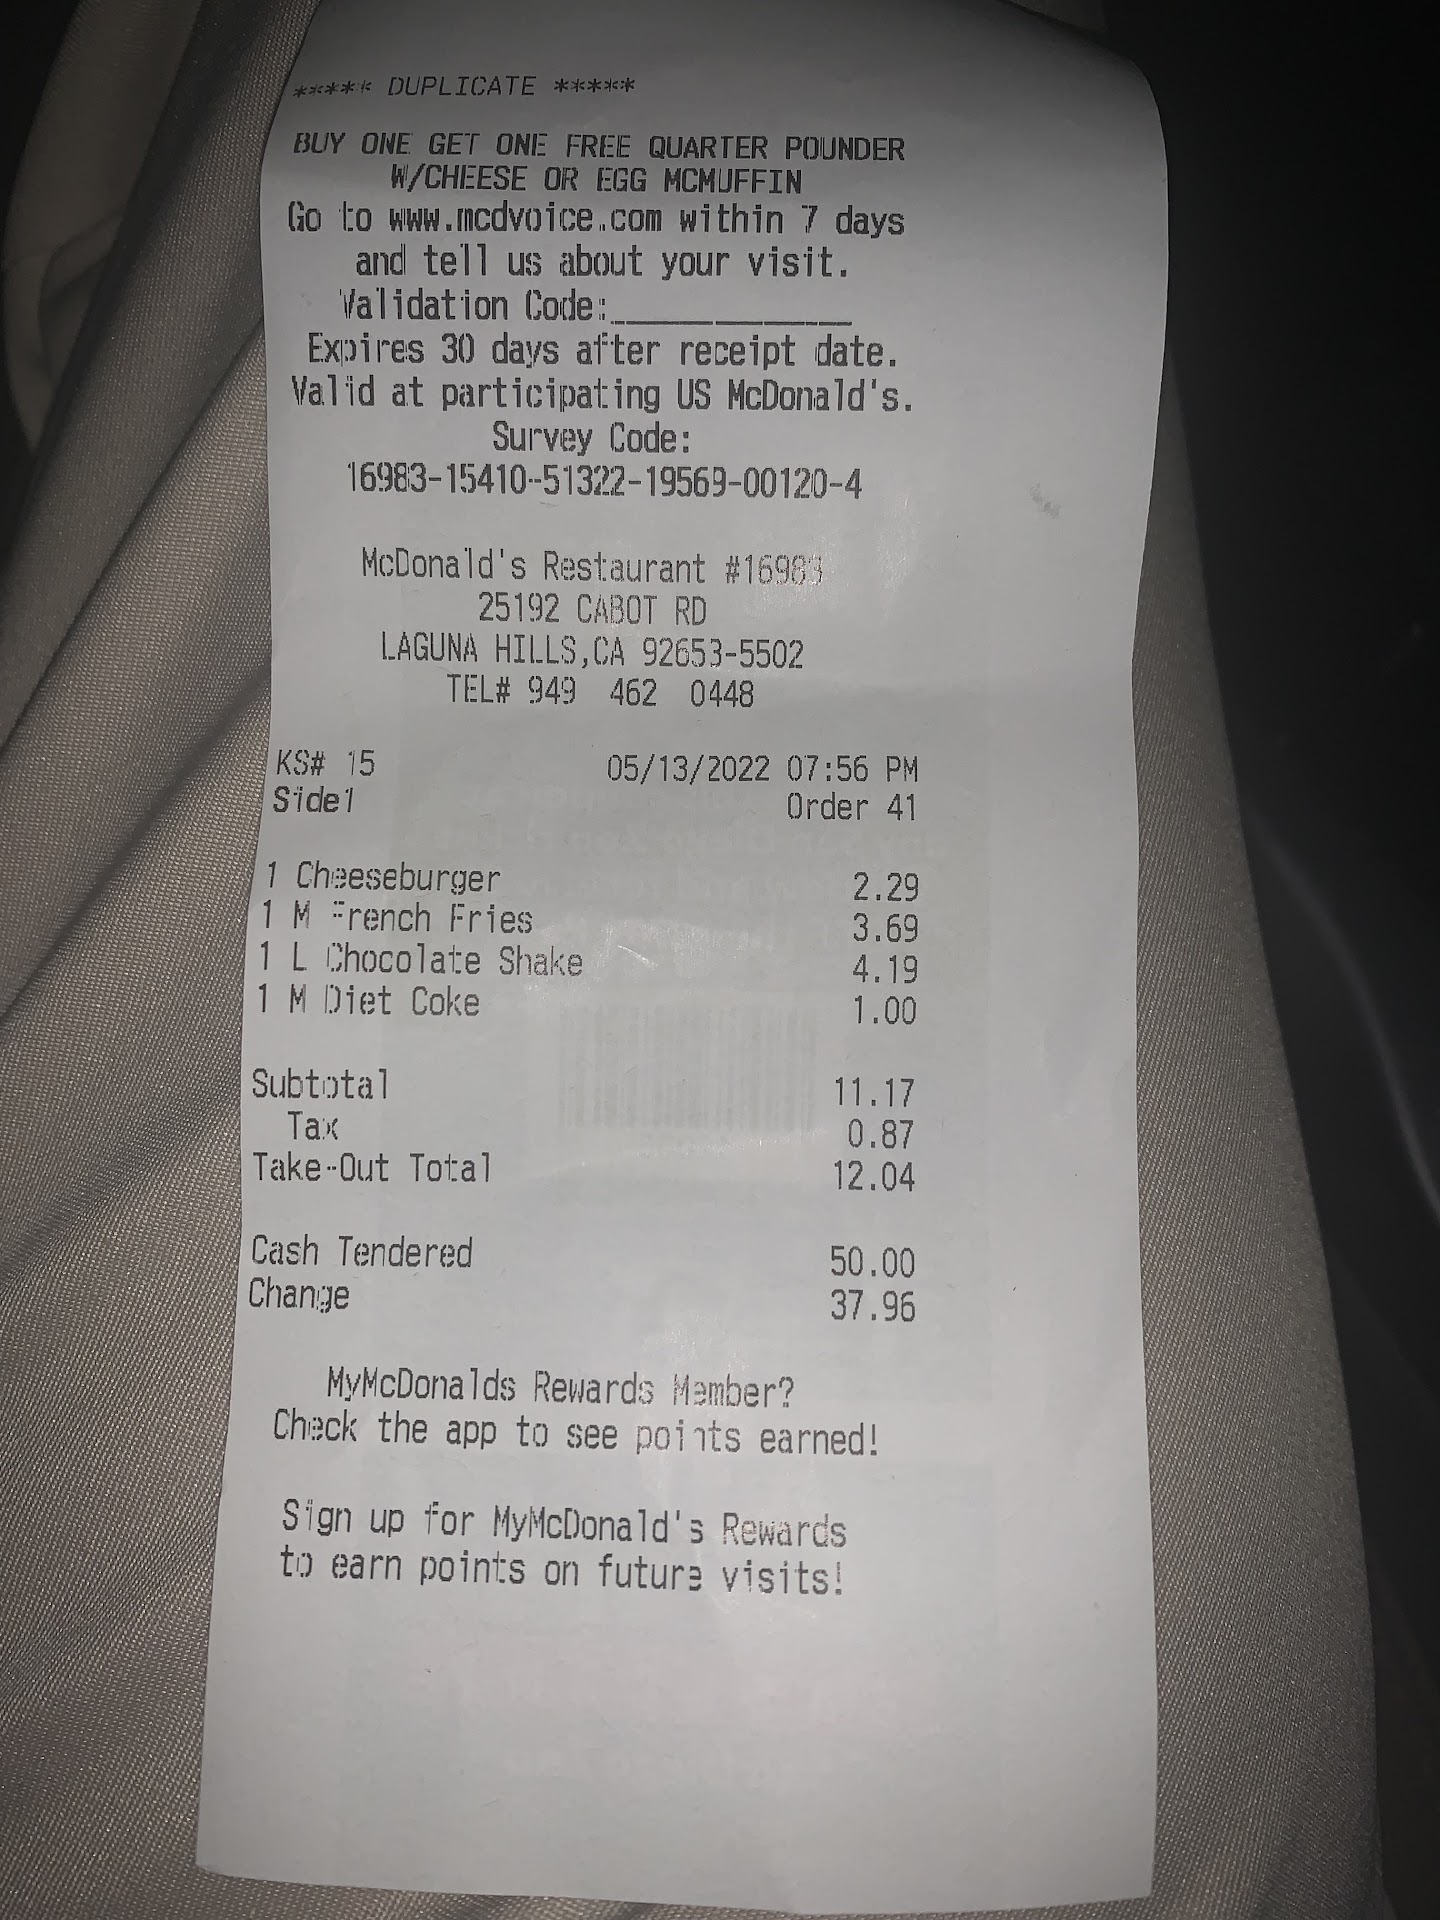 ***** DUPLICATE *****
BUY ONE GET ONE FREE QUARTER POUNDER
W/CHEESE OR EGG MCMUFFIN
Go to www.mcdvoice.com within 7 days
and tell us about your visit.
Validation Code:______________
Expires 30 days after receipt date.
Valid at participating US McDonald's.
Survey Code:
16983-15410-51322-19569-00120-4
McDonald's Restaurant #16983
25192 CABOT RD
LAGUNA HILLS,CA 92653-5502
TEL# 949 462 0448
KS# 15 05/13/2022 07:56 PM
Side1 Order 41
1 Cheeseburger 2.29
1 M French Fries 3.69
1 L Chocolate Shake 4.19
1 M Diet Coke 1.00
Subtotal 11.17
Tax 0.87
Take-Out Total 12.04
Cash Tendered 50.00
Change 37.96
MyMcDonalds Rewards Member?
Check the app to see points earned!
Sign up for MyMcDonald's Rewards
to earn points on future visits!